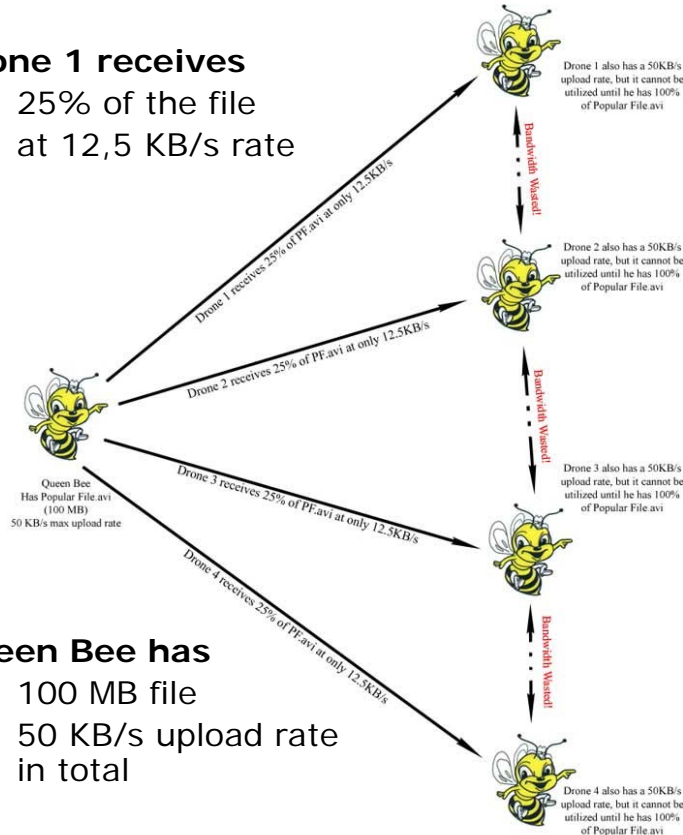 one 1 receives
25% of the file
at 12,5 KB/s rate
Drone 1 also has a 50KB/s
upload rate, but it cannot be
utilized until he has 100%
of Popular File.avi
Drone 1 receives 25% of PF.avi at only 12.5KB/s
Bandwidth Wasted!
Drone 2 also has a 50KB/s
upload rate, but it cannot be
utilized until he has 100%
of Popular File.avi
Drone 2 receives 25% of PF.avi at only 12.5KB/s
Bandwidth Wasted!
Queen Bee
Has Popular File.avi
(100 MB)
50 KB/s max upload rate
Drone 3 receives 25% of PF.avi at only 12.5KB/s
Drone 3 also has a 50KB/s
upload rate, but it cannot be
utilized until he has 100%
of Popular File.avi
Drone 4 receives 25% of PF.avi at only 12.5KB/s
Bandwidth Wasted!
een Bee has
100 MB file
50 KB/s upload rate
in total
Drone 4 also has a 50KB/s
upload rate, but it cannot be
utilized until he has 100%
of Popular File.avi